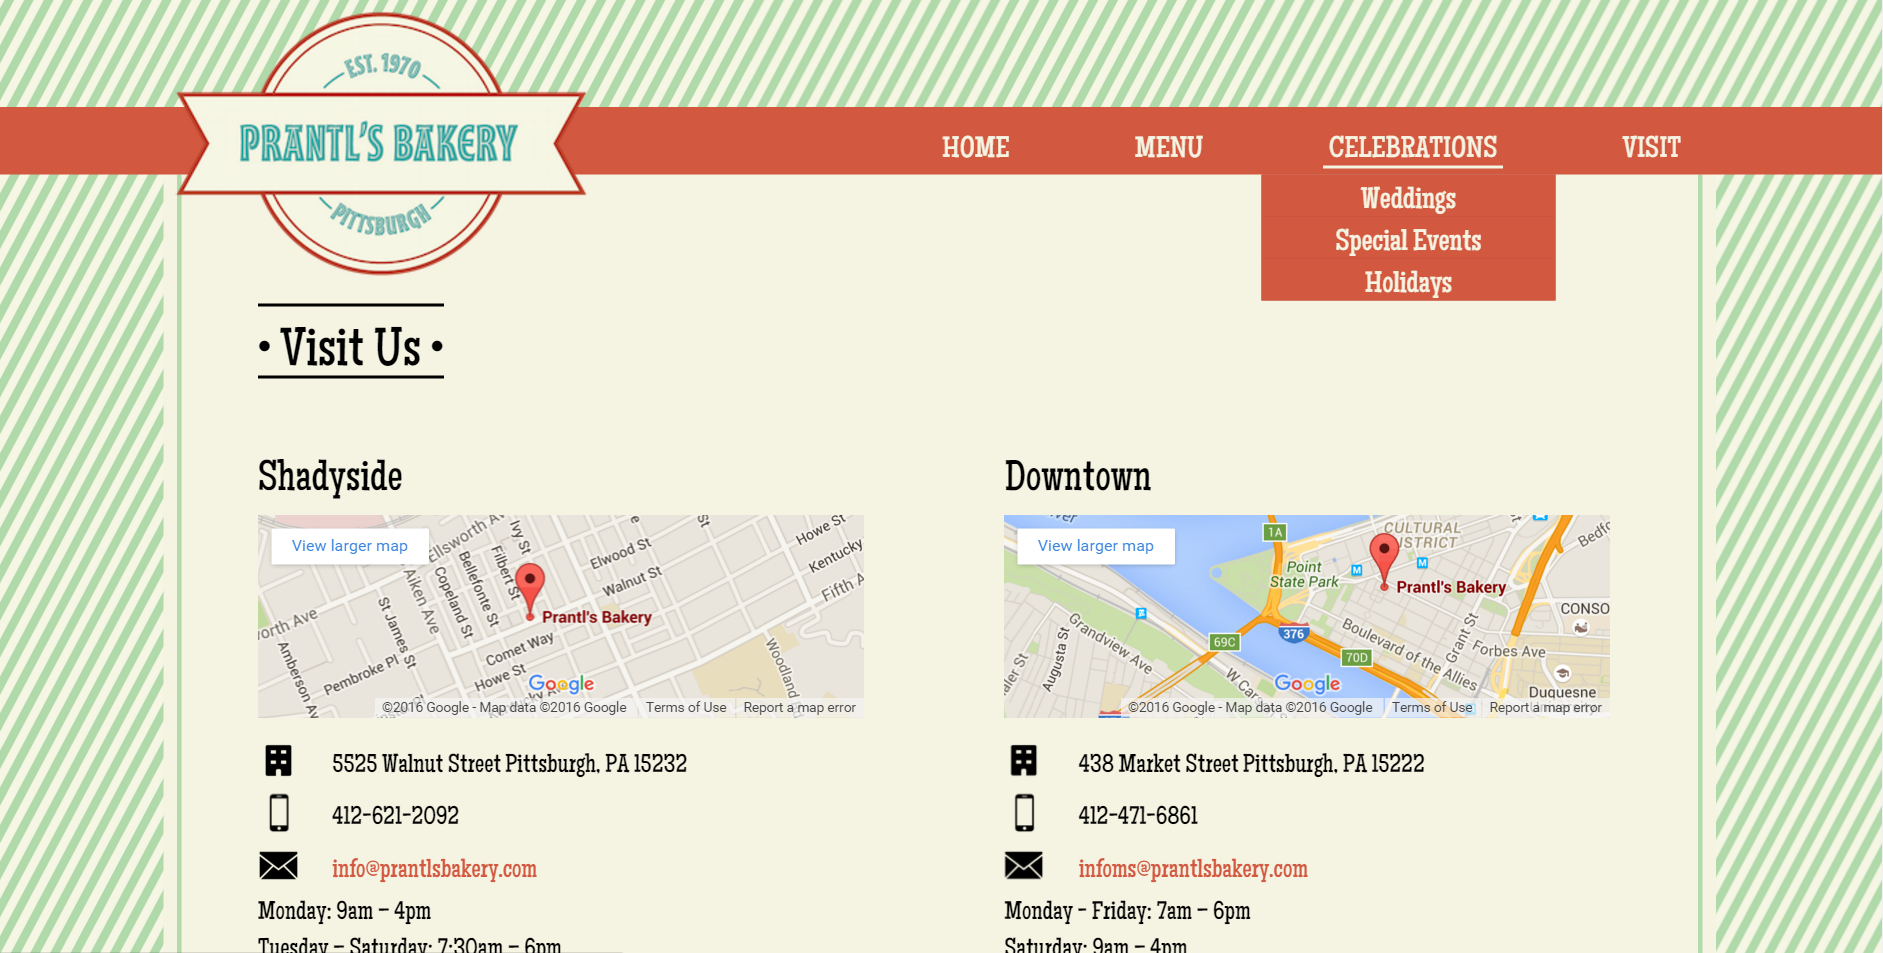 EST. 1970
PRANTL'S BAKERY
PITTSBURGH
HOME
MENU
CELEBRATIONS
VISIT
Weddings
Special Events
Holidays
• Visit Us •
Shadyside
View larger map
Ellsworth Av
Ivy St
Filbert St
Bellefonte St
Copeland St
Aiken Ave
St James St
Elwood St
Walnut St
St
Howe St
Kentucky
Fifth A
orth Ave
Amberson Av
Pembroke Pl
Comet Way
Howe St
Woodland
Prantl's Bakery
Google
©2016 Google - Map data ©2016 Google
Terms of Use
Report a map error
5525 Walnut Street Pittsburgh, PA 15232
412-621-2092
info@prantlsbakery.com
Monday: 9am – 4pm
Tuesday – Saturday: 7:30am – 6pm
Downtown
View larger map
1A
CULTURAL
DISTRICT
Bedfo
Point
State Park
M
M
Prantl's Bakery
CONSO
69C
376
70D
Grandview Ave
Augusta St
ler St
W Cars
Boulevard of the Allies
Grant St
Forbes Ave
Duquesne
Google
©2016 Google - Map data ©2016 Google
Terms of Use
Report a map error
438 Market Street Pittsburgh, PA 15222
412-471-6861
infoms@prantlsbakery.com
Monday - Friday: 7am – 6pm
Saturday: 9am – 4pm